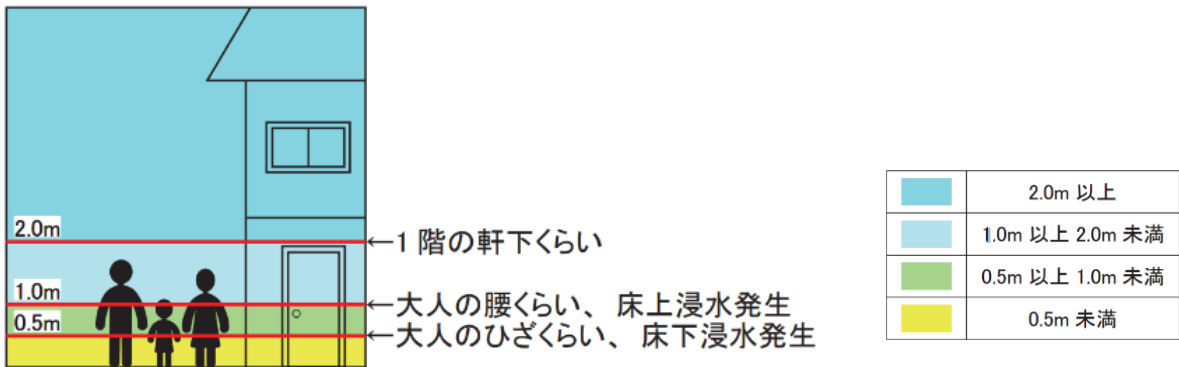 2.0m
←1階の軒下くらい
1.0m
←大人の腰くらい、床上浸水発生
0.5m
←大人のひざくらい、床下浸水発生
2.0m 以上
1.0m 以上 2.0m 未満
0.5m 以上 1.0m 未満
0.5m 未満